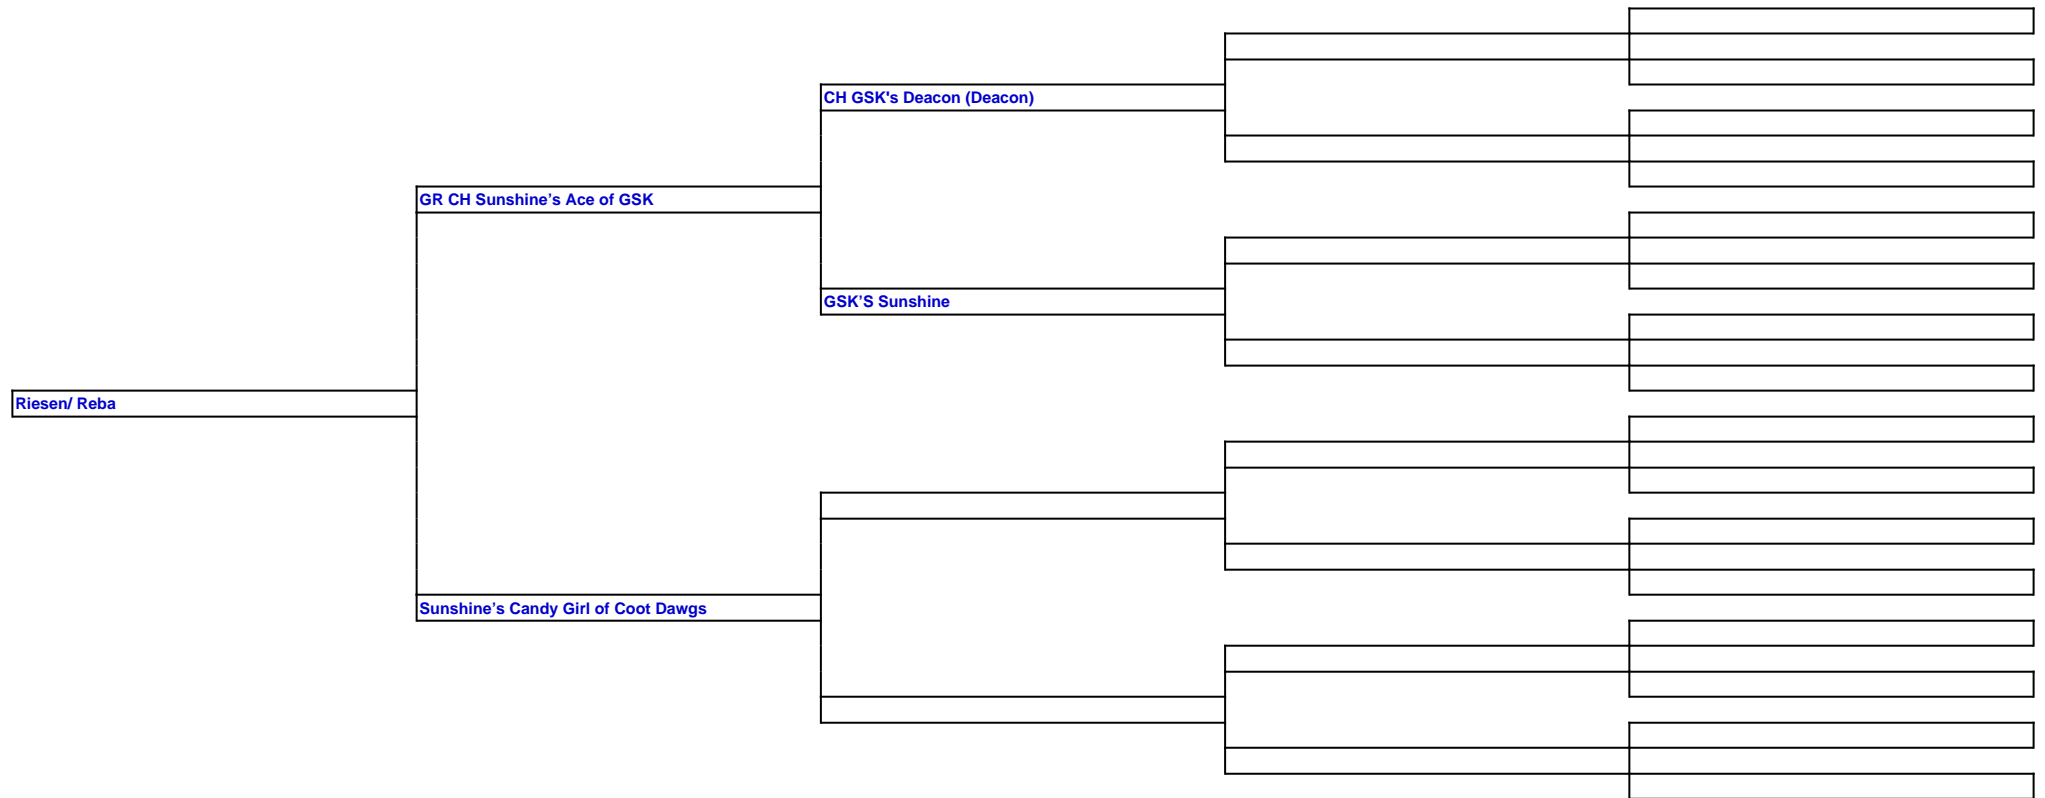 CH GSK's Deacon (Deacon)
GR CH Sunshine’s Ace of GSK
GSK’S Sunshine
Riesen/ Reba
Sunshine’s Candy Girl of Coot Dawgs